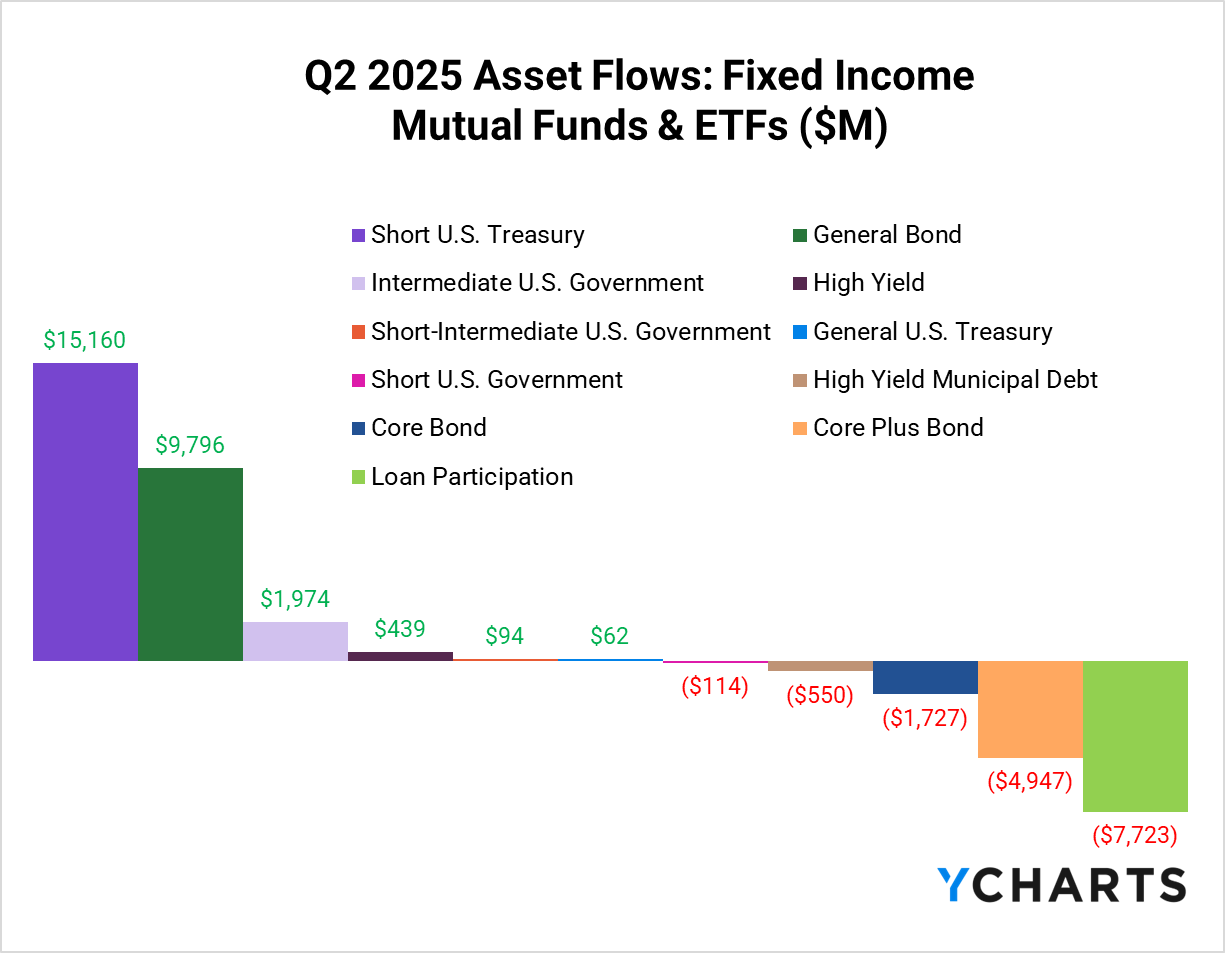 Q2 2025 Asset Flows: Fixed Income
Mutual Funds & ETFs ($M)
Short U.S. Treasury
General Bond
Intermediate U.S. Government
High Yield
Short-Intermediate U.S. Government
General U.S. Treasury
Short U.S. Government
High Yield Municipal Debt
Core Bond
Core Plus Bond
Loan Participation
$15,160
$9,796
$1,974
$439
$94
$62
($114)
($550)
($1,727)
($4,947)
($7,723)
YCHARTS